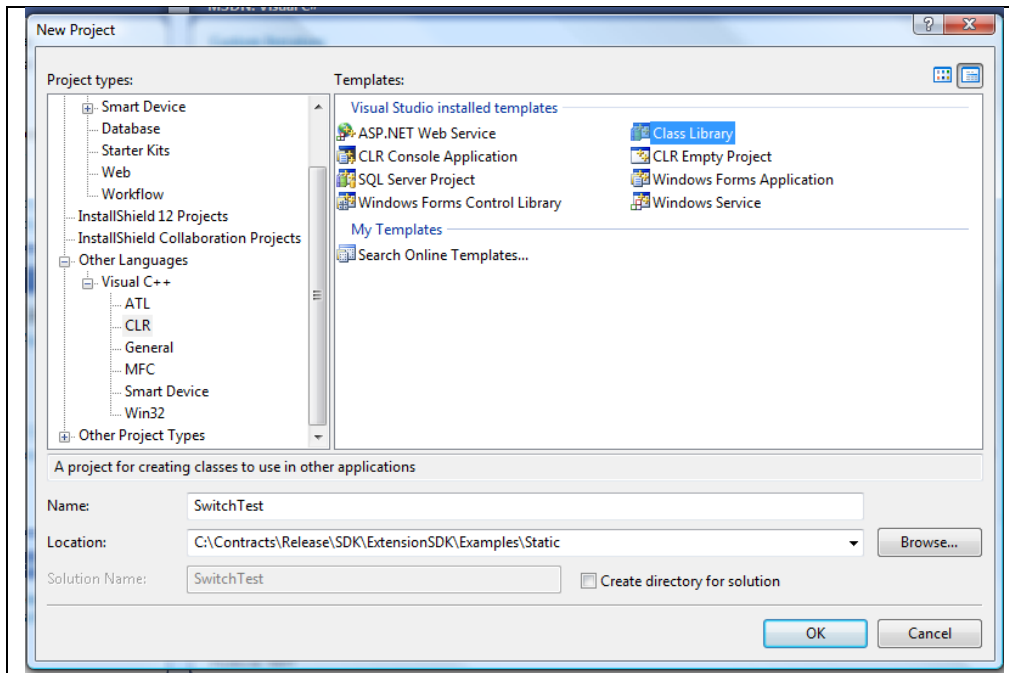 MSDN: Visual C#
New Project
Project types:
Templates:
Smart Device
Database
Starter Kits
Web
Workflow
InstallShield 12 Projects
InstallShield Collaboration Projects
Other Languages
Visual C++
ATL
CLR
General
MFC
Smart Device
Win32
Other Project Types
Visual Studio installed templates
ASP.NET Web Service
Class Library
CLR Console Application
CLR Empty Project
SQL Server Project
Windows Forms Application
Windows Forms Control Library
Windows Service
My Templates
Search Online Templates...
A project for creating classes to use in other applications
Name:
SwitchTest
Location:
C:\Contracts\Release\SDK\ExtensionSDK\Examples\Static
Browse...
Solution Name:
SwitchTest
Create directory for solution
OK
Cancel